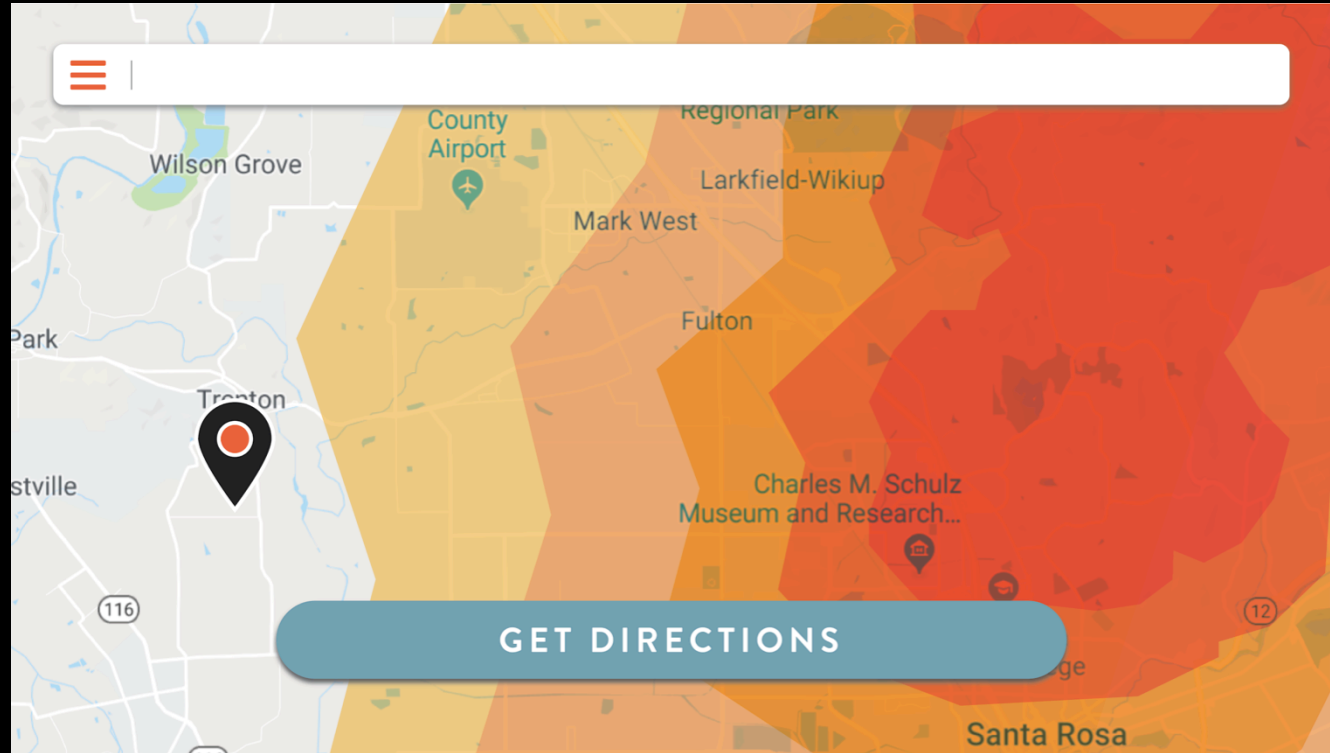 Regional Park
County
Airport
Wilson Grove
Larkfield-Wikiup
Mark West
Fulton
Park
Trenton
Charles M. Schulz
Museum and Research...
stville
116
12
GET DIRECTIONS
ege
Santa Rosa